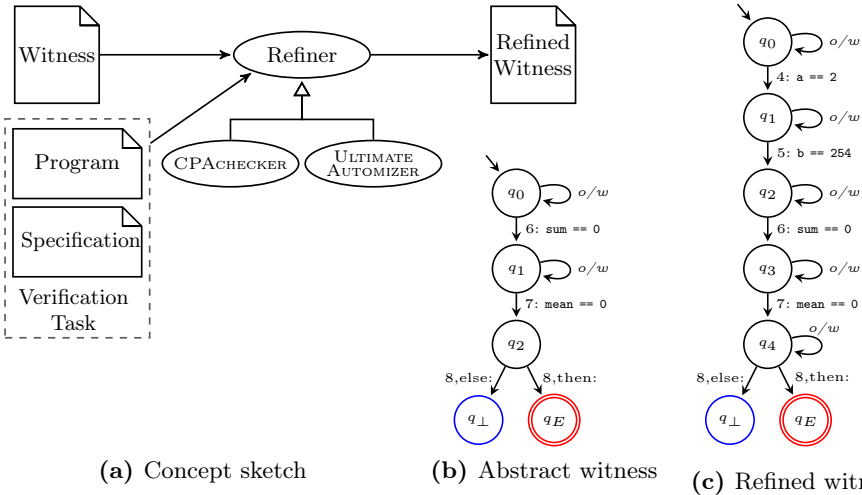 Witness
Refiner
Refined
Witness
Program
Specification
Verification
Task
CPACHECKER
ULTIMATE
AUTOMIZER
(a) Concept sketch
q0
o/w
6: sum == 0
q1
o/w
7: mean == 0
q2
8,else:
8,then:
q⊥
qE
(b) Abstract witness
q0
o/w
4: a == 2
q1
o/w
5: b == 254
q2
o/w
6: sum == 0
q3
o/w
7: mean == 0
q4
o/w
8,else:
8,then:
q⊥
qE
(c) Refined witn